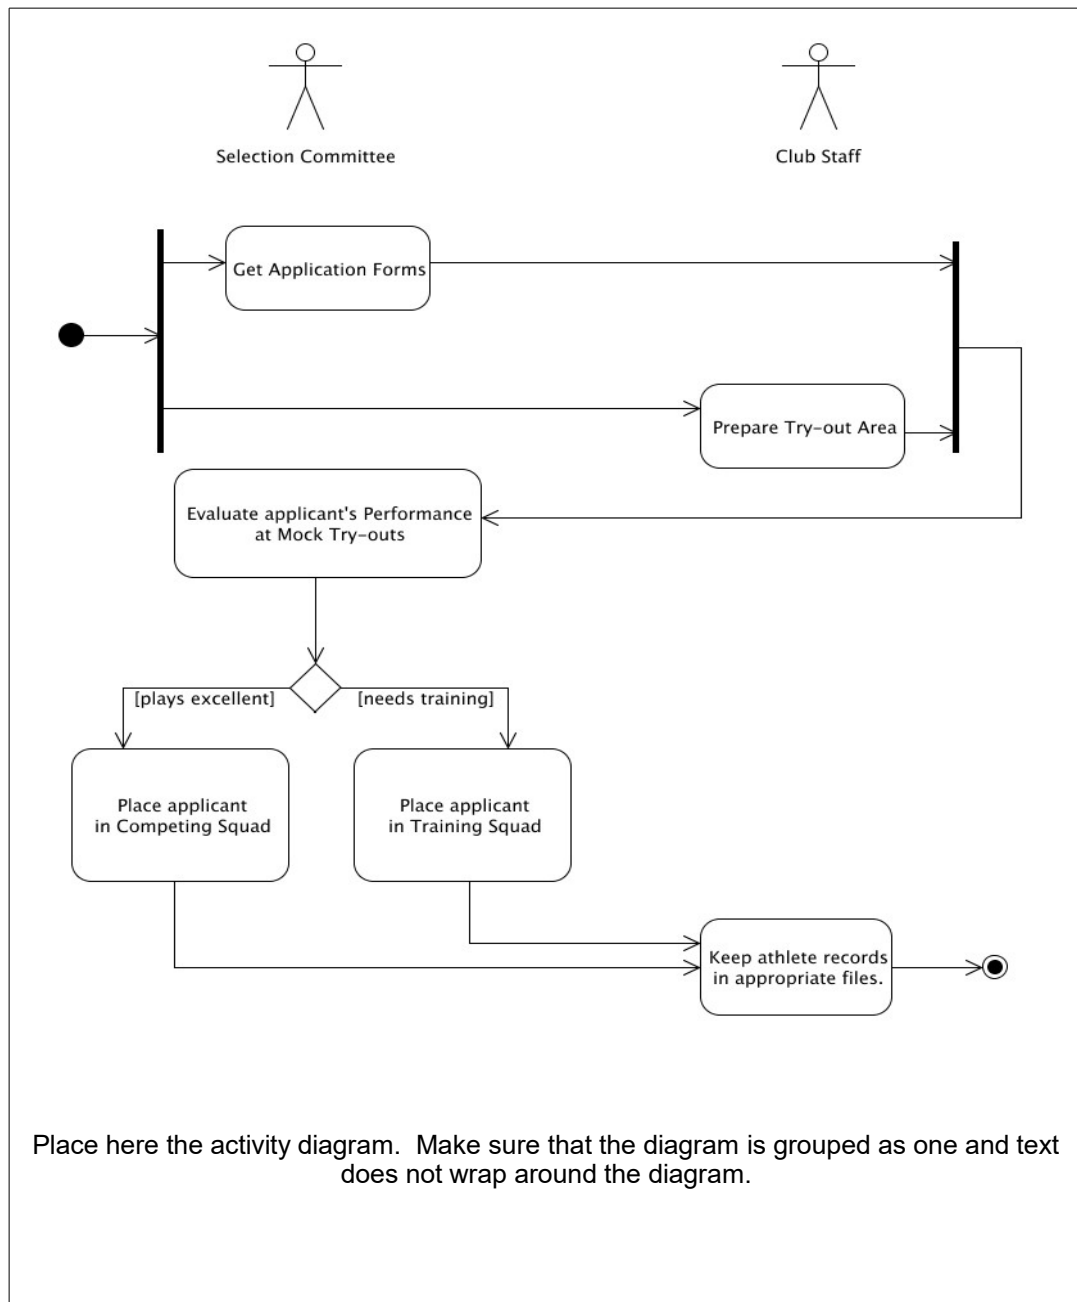 Selection Committee
Club Staff
Get Application Forms
Prepare Try-out Area
Evaluate applicant's Performance
at Mock Try-outs
[plays excellent]
[needs training]
Place applicant
in Competing Squad
Place applicant
in Training Squad
Keep athlete records
in appropriate files.
Place here the activity diagram.  Make sure that the diagram is grouped as one and text
does not wrap around the diagram.